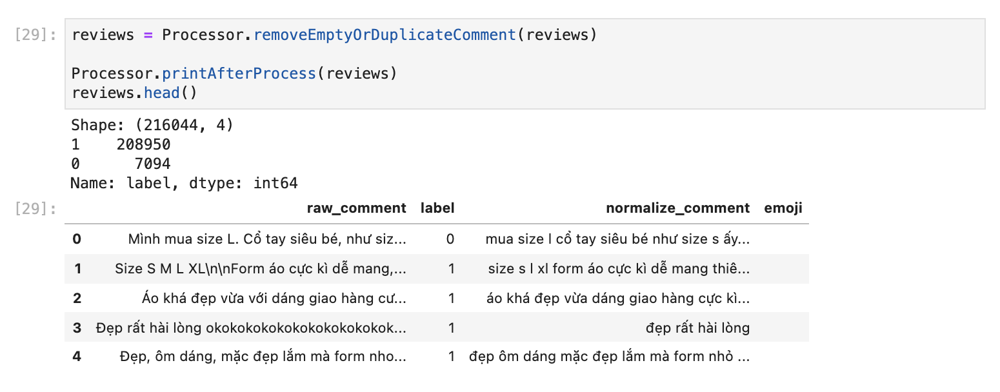 [29]: reviews = Processor.removeEmptyOrDuplicateComment(reviews)
Processor.printAfterProcess(reviews)
reviews.head()
Shape: (216044, 4)
1    208950
0      7094
Name: label, dtype: int64
[29]: raw_comment label normalize_comment emoji
0 Mình mua size L. Cổ tay siêu bé, như siz... 0 mua size l cổ tay siêu bé như size s ấy...
1 Size S M L XL\n\nForm áo cực kì dễ mang,... 1 size s l xl form áo cực kì dễ mang thiê...
2 Áo khá đẹp vừa với dáng giao hàng cư... 1 áo khá đẹp vừa dáng giao hàng cực kì...
3 Đẹp rất hài lòng okokokokokokokokokokokok... 1 đẹp rất hài lòng
4 Đẹp, ôm dáng, mặc đẹp lắm mà form nho... 1 đẹp ôm dáng mặc đẹp lắm mà form nhỏ ...